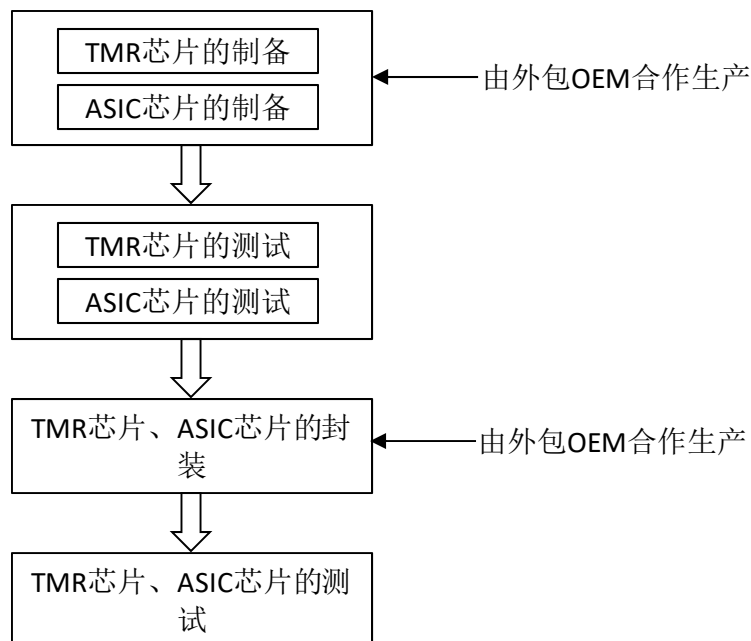 TMR芯片的制备
ASIC芯片的制备
由外包OEM合作生产
TMR芯片的测试
ASIC芯片的测试
TMR芯片、ASIC芯片的封
装
由外包OEM合作生产
TMR芯片、ASIC芯片的测
试